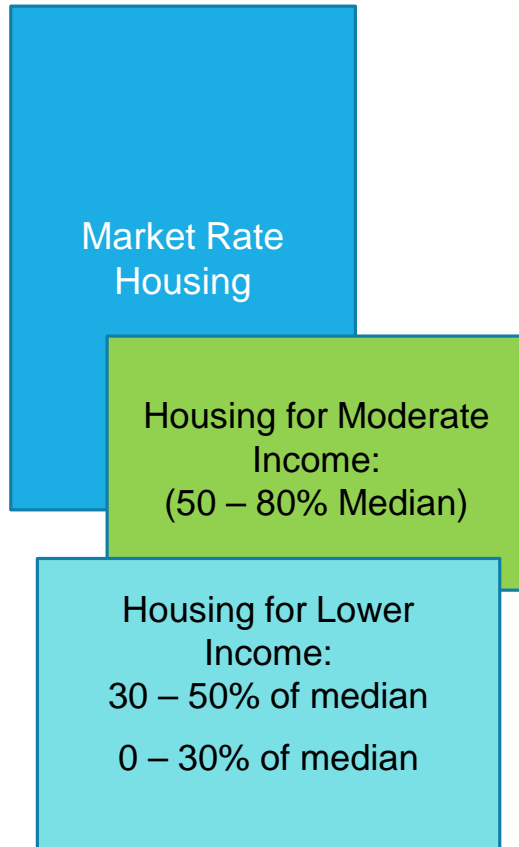 Market Rate
Housing
Housing for Moderate
Income:
(50 – 80% Median)
Housing for Lower
Income:
30 – 50% of median
0 – 30% of median